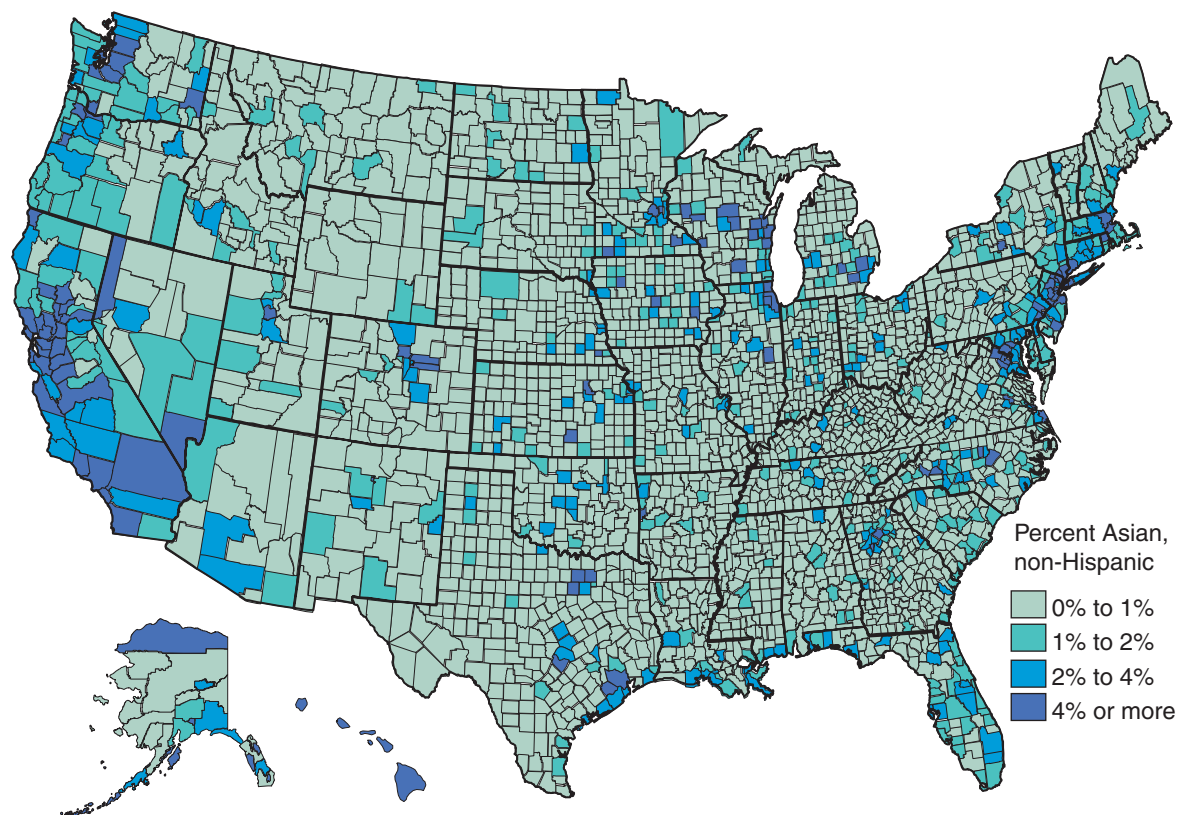 Percent Asian,
non-Hispanic
0% to 1%
1% to 2%
2% to 4%
4% or more